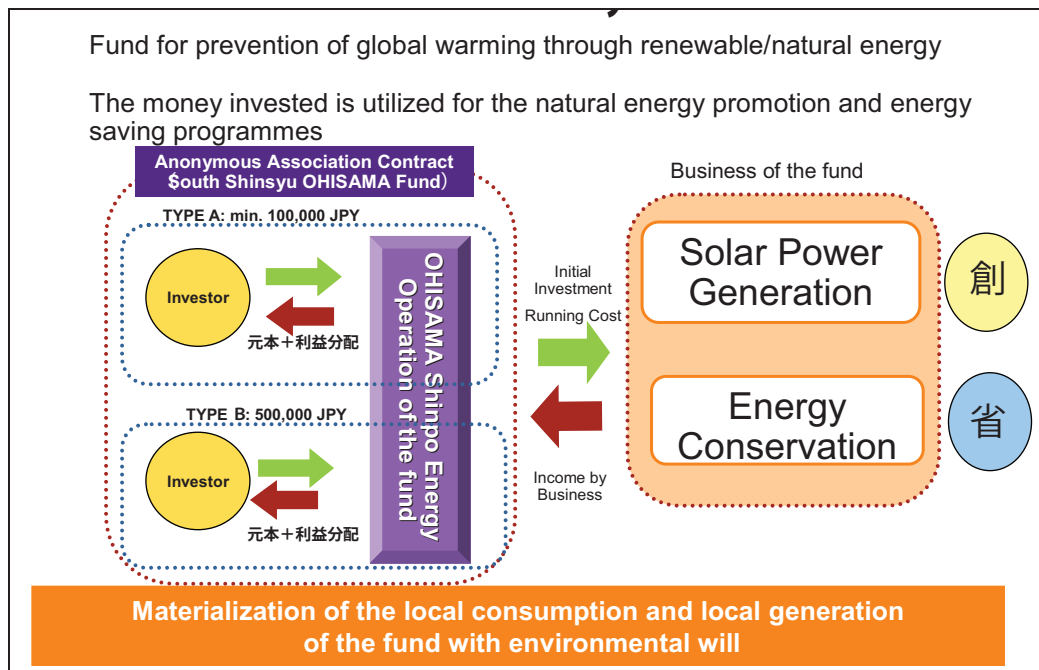 Fund for prevention of global warming through renewable/natural energy
The money invested is utilized for the natural energy promotion and energy
saving programmes
Anonymous Association Contract
South Shinsyu OHISAMA Fund）
TYPE A: min. 100,000 JPY
Investor
元本＋利益分配
TYPE B: 500,000 JPY
Investor
元本＋利益分配
OHISAMA Shinpo Energy
Operation of the fund
Initial
Investment
Running Cost
Income by
Business
Business of the fund
Solar Power
Generation
Energy
Conservation
創
省
Materialization of the local consumption and local generation
of the fund with environmental will